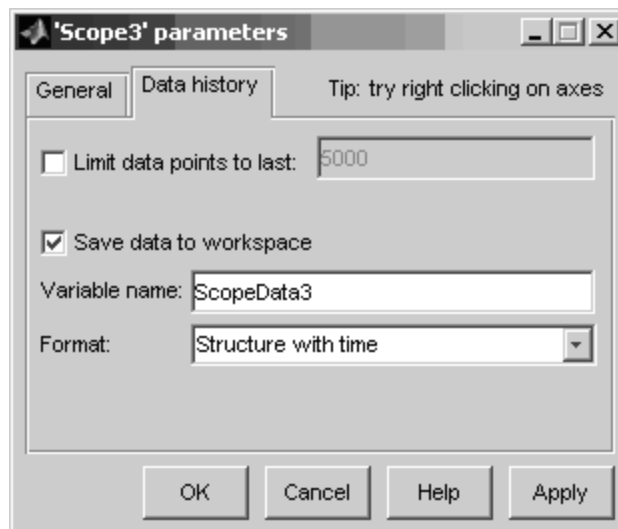 'Scope3' parameters
General
Data history
Tip: try right clicking on axes
Limit data points to last:
5000
Save data to workspace
Variable name:
ScopeData3
Format:
Structure with time
OK
Cancel
Help
Apply